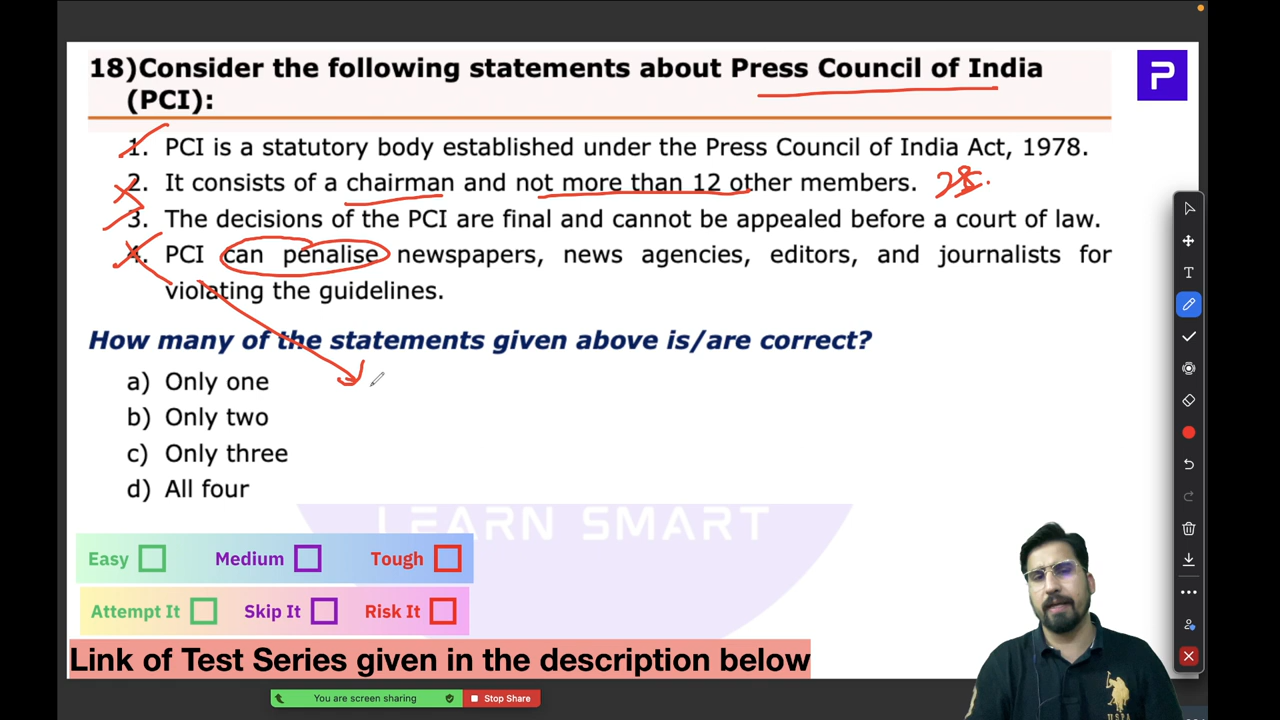 18)Consider the following statements about Press Council of India
(PCI):
1. PCI is a statutory body established under the Press Council of India Act, 1978.
2. It consists of a chairman and not more than 12 other members. 28.
3. The decisions of the PCI are final and cannot be appealed before a court of law.
4. PCI can penalise newspapers, news agencies, editors, and journalists for
violating the guidelines.
How many of the statements given above is/are correct?
a) Only one
b) Only two
c) Only three
d) All four
LEARN SMART
Easy Medium Tough
Attempt It Skip It Risk It
Link of Test Series given in the description below
You are screen sharing Stop Share
P
T
U.S.P.A